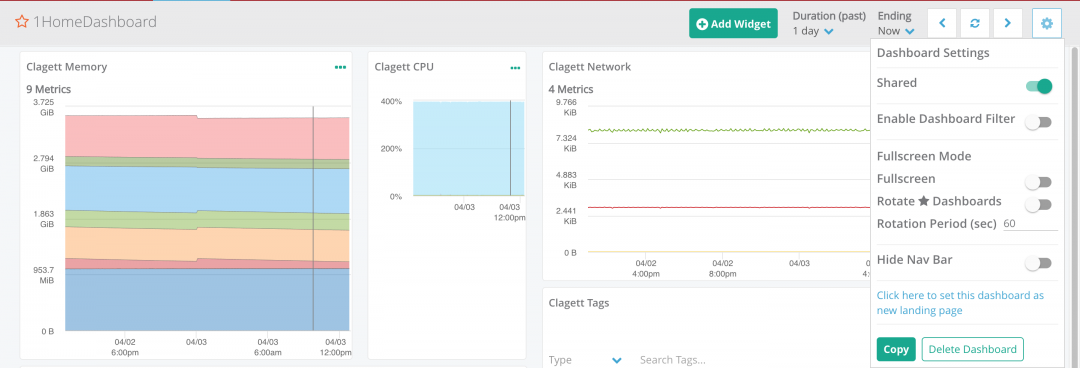 1HomeDashboard
Add Widget
Duration (past)
1 day
Ending
Now
Clagett Memory
9 Metrics
3.725
GiB
2.794
GiB
1.863
GiB
953.7
MiB
0 B
04/02
6:00pm
04/03
04/03
6:00am
04/03
12:00pm
Clagett CPU
400%
200%
0%
04/03
04/03
12:00pm
Clagett Network
4 Metrics
9.766
KiB
7.324
KiB
4.883
KiB
2.441
KiB
0 B
04/02
4:00pm
04/02
8:00pm
04/03
04/
4:
Clagett Tags
Type
Search Tags...
Dashboard Settings
Shared
Enable Dashboard Filter
Fullscreen Mode
Fullscreen
Rotate ★ Dashboards
Rotation Period (sec) 60
Hide Nav Bar
Click here to set this dashboard as
new landing page
Copy
Delete Dashboard